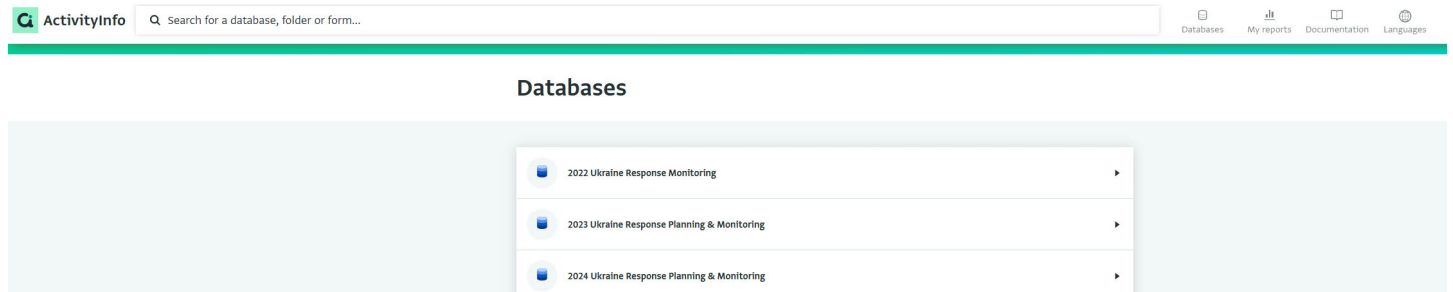 ActivityInfo
Search for a database, folder or form...
Databases
My reports
Documentation
Languages
Databases
2022 Ukraine Response Monitoring
2023 Ukraine Response Planning & Monitoring
2024 Ukraine Response Planning & Monitoring